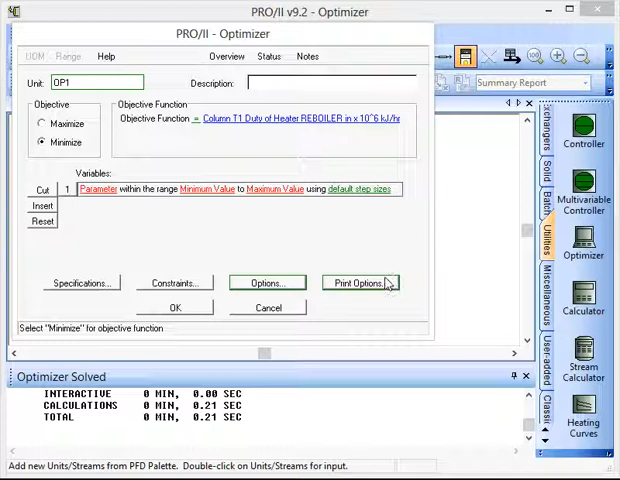 PRO/II v9.2 - Optimizer
PRO/II - Optimizer
UOM Range Help Overview Status Notes
Unit: OP1 Description:
Objective
Maximize
Minimize
Objective Function
Objective Function = Column T1 Duty of Heater REBOILER in x 10^6 kJ/hr
Variables:
Cut
Insert
Reset
1 Parameter within the range Minimum Value to Maximum Value using default step sizes
Specifications... Constraints... Options... Print Options...
OK Cancel
Select "Minimize" for objective function
100 Summary Report
xchangers
Solid
Batch
Utilities
Miscellaneous
User-added
Classic
Controller
Multivariable
Controller
Optimizer
Calculator
Stream
Calculator
Heating
Curves
Optimizer Solved
INTERACTIVE 0 MIN, 0.00 SEC
CALCULATIONS 0 MIN, 0.21 SEC
TOTAL 0 MIN, 0.21 SEC
Add new Units/Streams from PFD Palette. Double-click on Units/Streams for input.